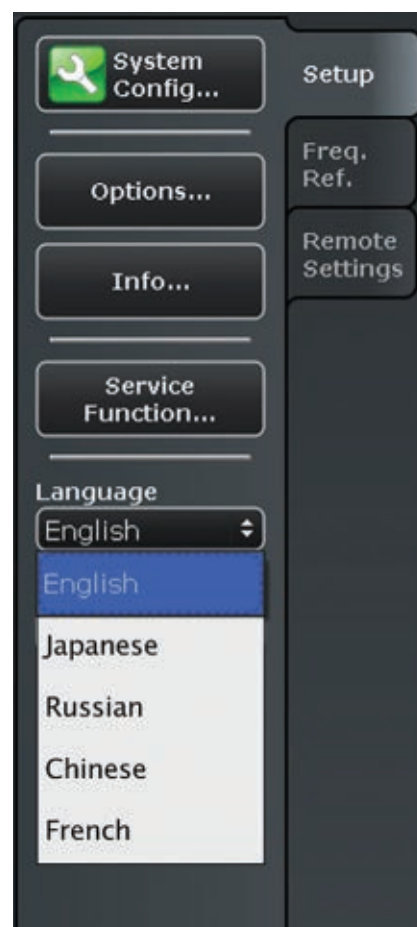 System
Config...
Setup
Freq.
Ref.
Options...
Remote
Settings
Info...
Service
Function...
Language
English
English
Japanese
Russian
Chinese
French